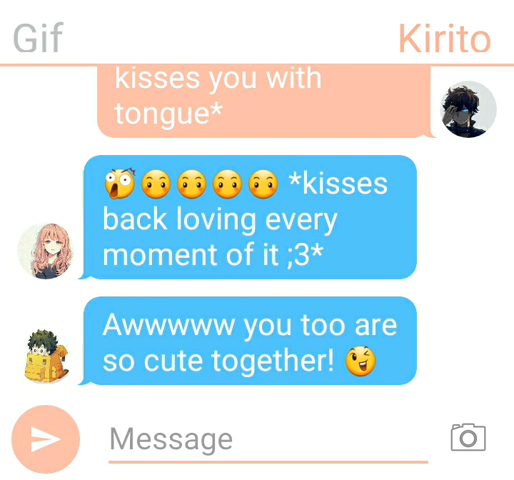 Gif Kirito
kisses you with
tongue*
😲😶😶😶😶 *kisses
back loving every
moment of it ;3*
Awwwww you too are
so cute together! 😉
Message